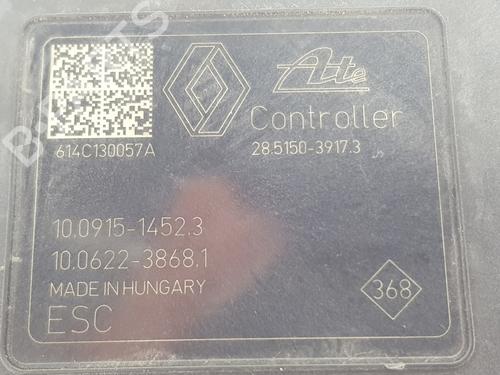 Ate
Controller
614C130057A
28.5150-3917.3
10.0915-1452.3
10.0622-3868.1
MADE IN HUNGARY
368
ESC